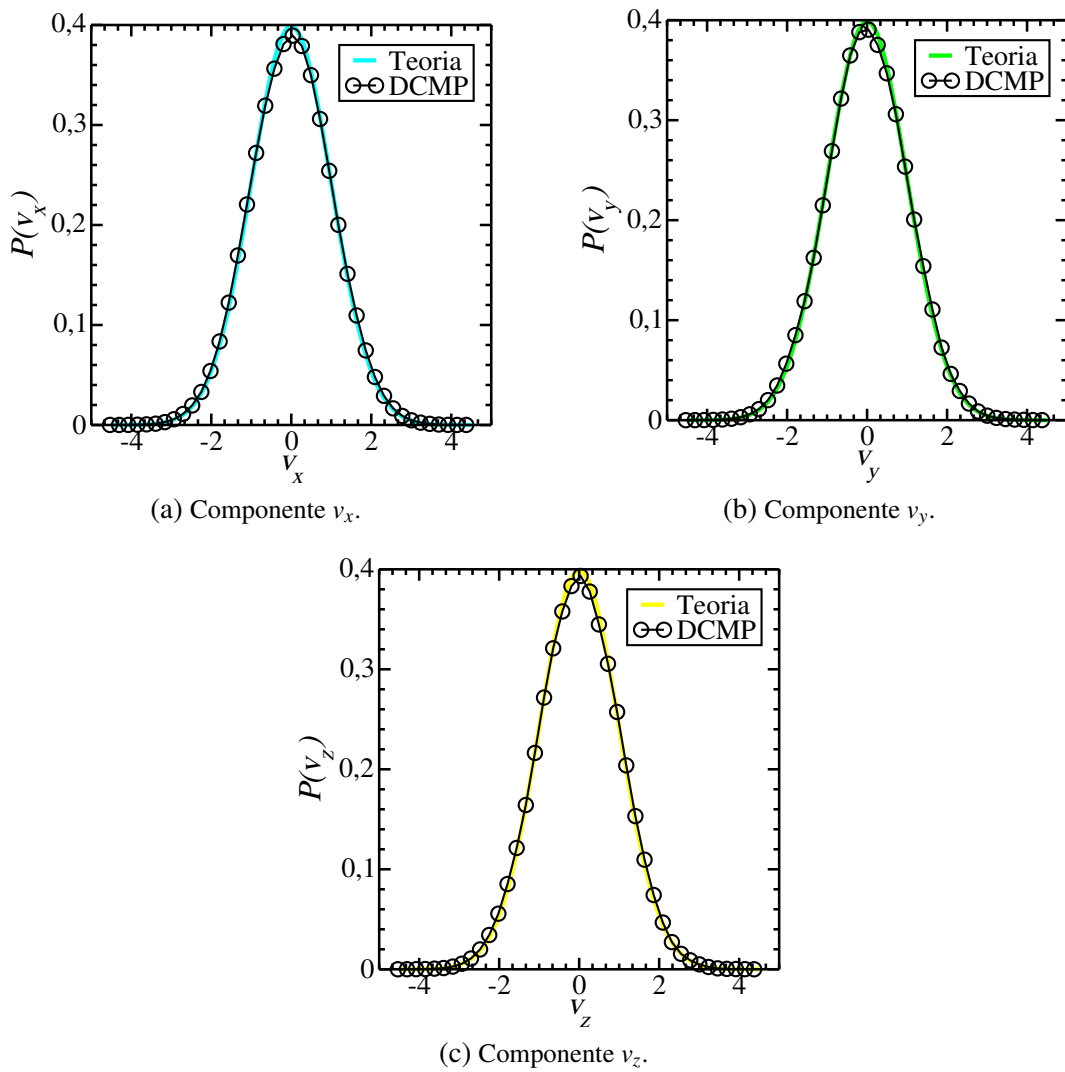 0,4
0,3
0,2
0,1
0
P(v_x)
Teoria
DCMP
-4 -2 0 2 4
v_x
(a) Componente v_x.
0,4
0,3
0,2
0,1
0
P(v_y)
Teoria
DCMP
-4 -2 0 2 4
v_y
(b) Componente v_y.
0,4
0,3
0,2
0,1
0
P(v_z)
Teoria
DCMP
-4 -2 0 2 4
v_z
(c) Componente v_z.